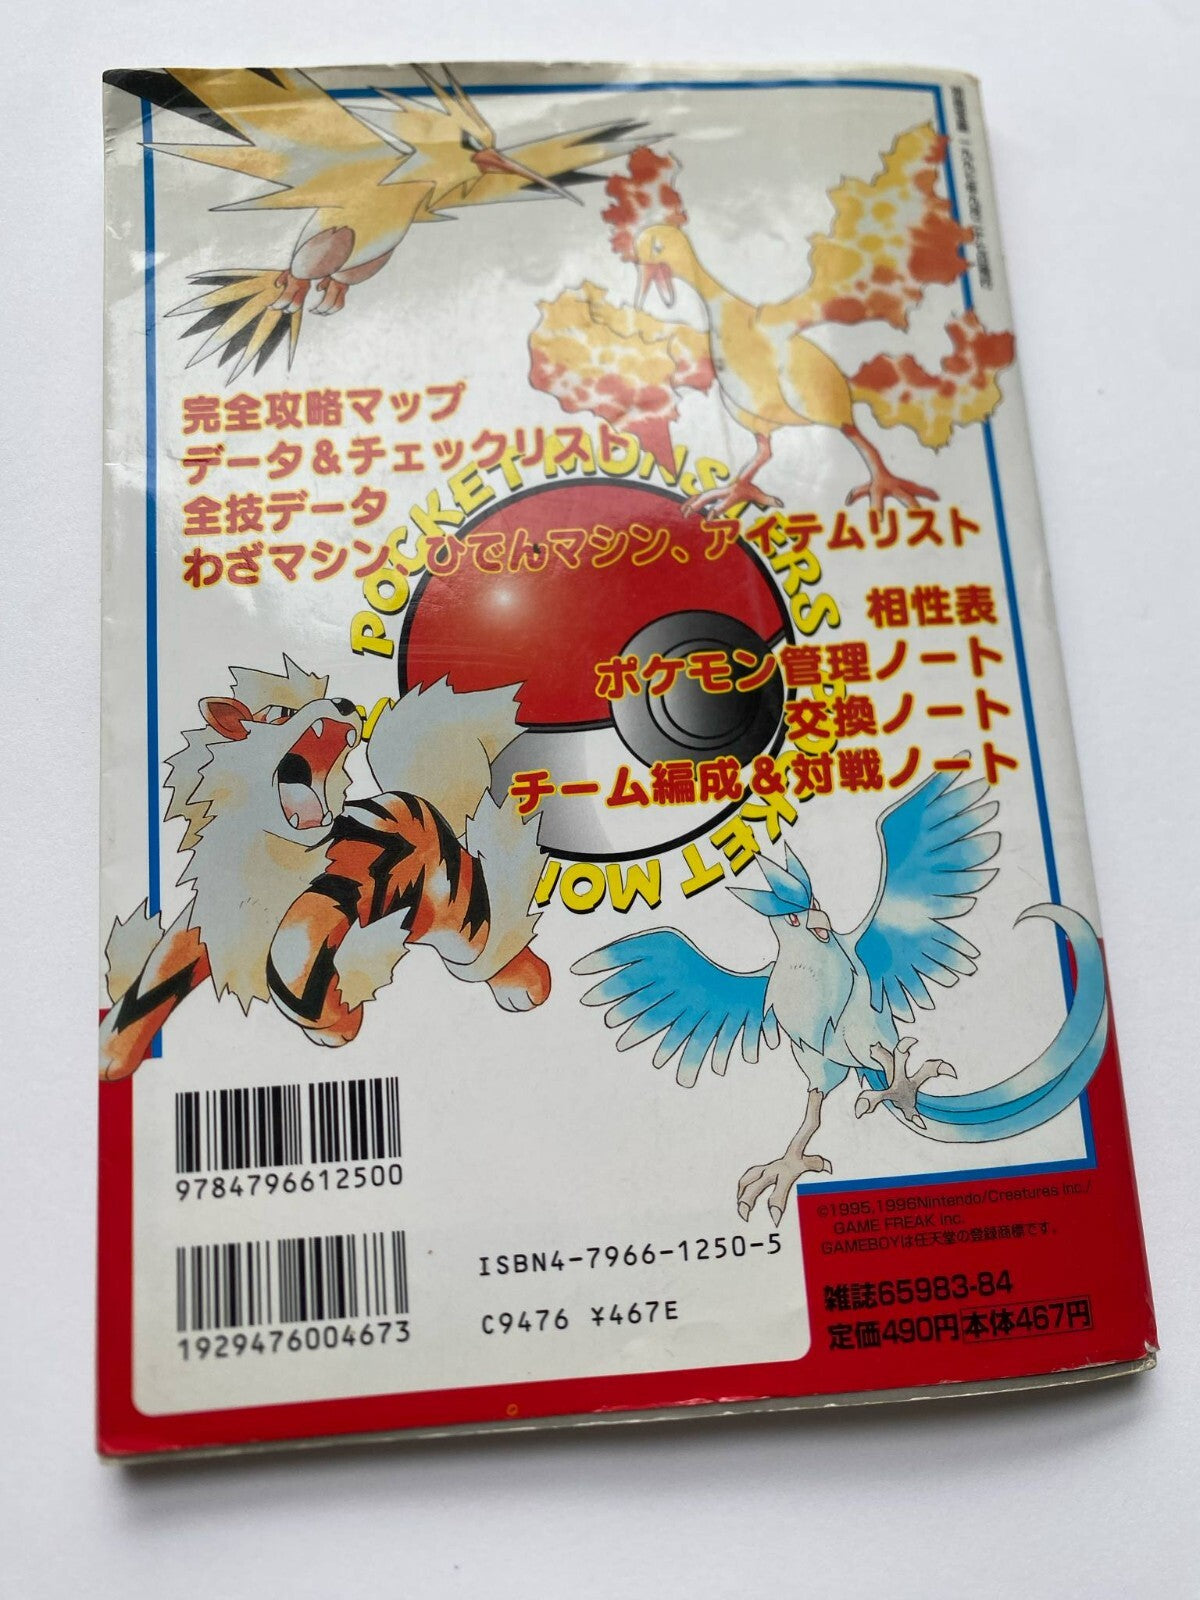 完全攻略マップ
データ&チェックリスト
全技データ
わざマシン、ひでんマシン、アイテムリスト
相性表
ポケモン管理ノート
交換ノート
チーム編成&対戦ノート
POCKET MONSTERS
POCKET MON
9784796612500
1929476004673
ISBN4-7966-1250-5
C9476 ¥467E
©1995,1996Nintendo/Creatures inc./
GAME FREAK inc.
GAMEBOYは任天堂の登録商標です。
雑誌65983-84
定価490円 本体467円